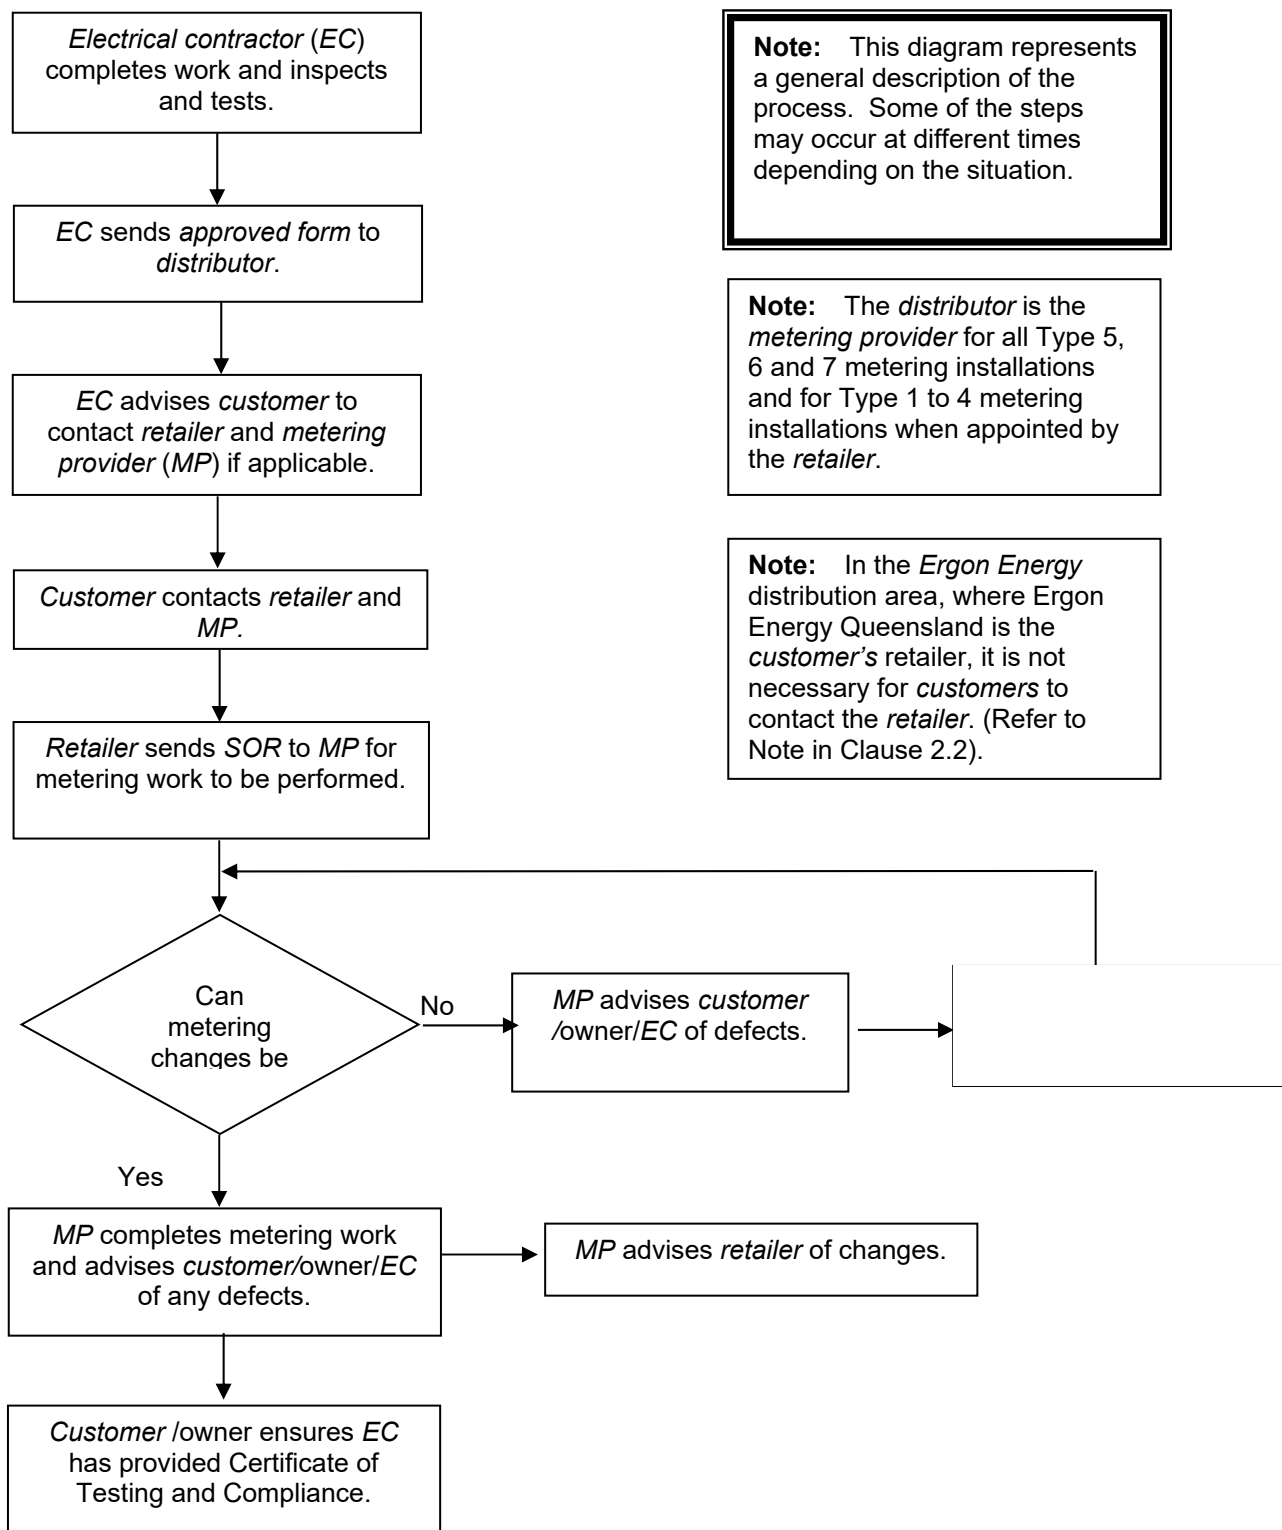 Electrical contractor (EC)
completes work and inspects
and tests.
Note: This diagram represents
a general description of the
process. Some of the steps
may occur at different times
depending on the situation.
EC sends approved form to
distributor.
Note: The distributor is the
metering provider for all Type 5,
6 and 7 metering installations
and for Type 1 to 4 metering
installations when appointed by
the retailer.
EC advises customer to
contact retailer and metering
provider (MP) if applicable.
Note: In the Ergon Energy
distribution area, where Ergon
Energy Queensland is the
customer's retailer, it is not
necessary for customers to
contact the retailer. (Refer to
Note in Clause 2.2).
Customer contacts retailer and
MP.
Retailer sends SOR to MP for
metering work to be performed.
Can
metering
changes be
No
MP advises customer
/owner/EC of defects.
Yes
MP completes metering work
and advises customer/owner/EC
of any defects.
MP advises retailer of changes.
Customer /owner ensures EC
has provided Certificate of
Testing and Compliance.